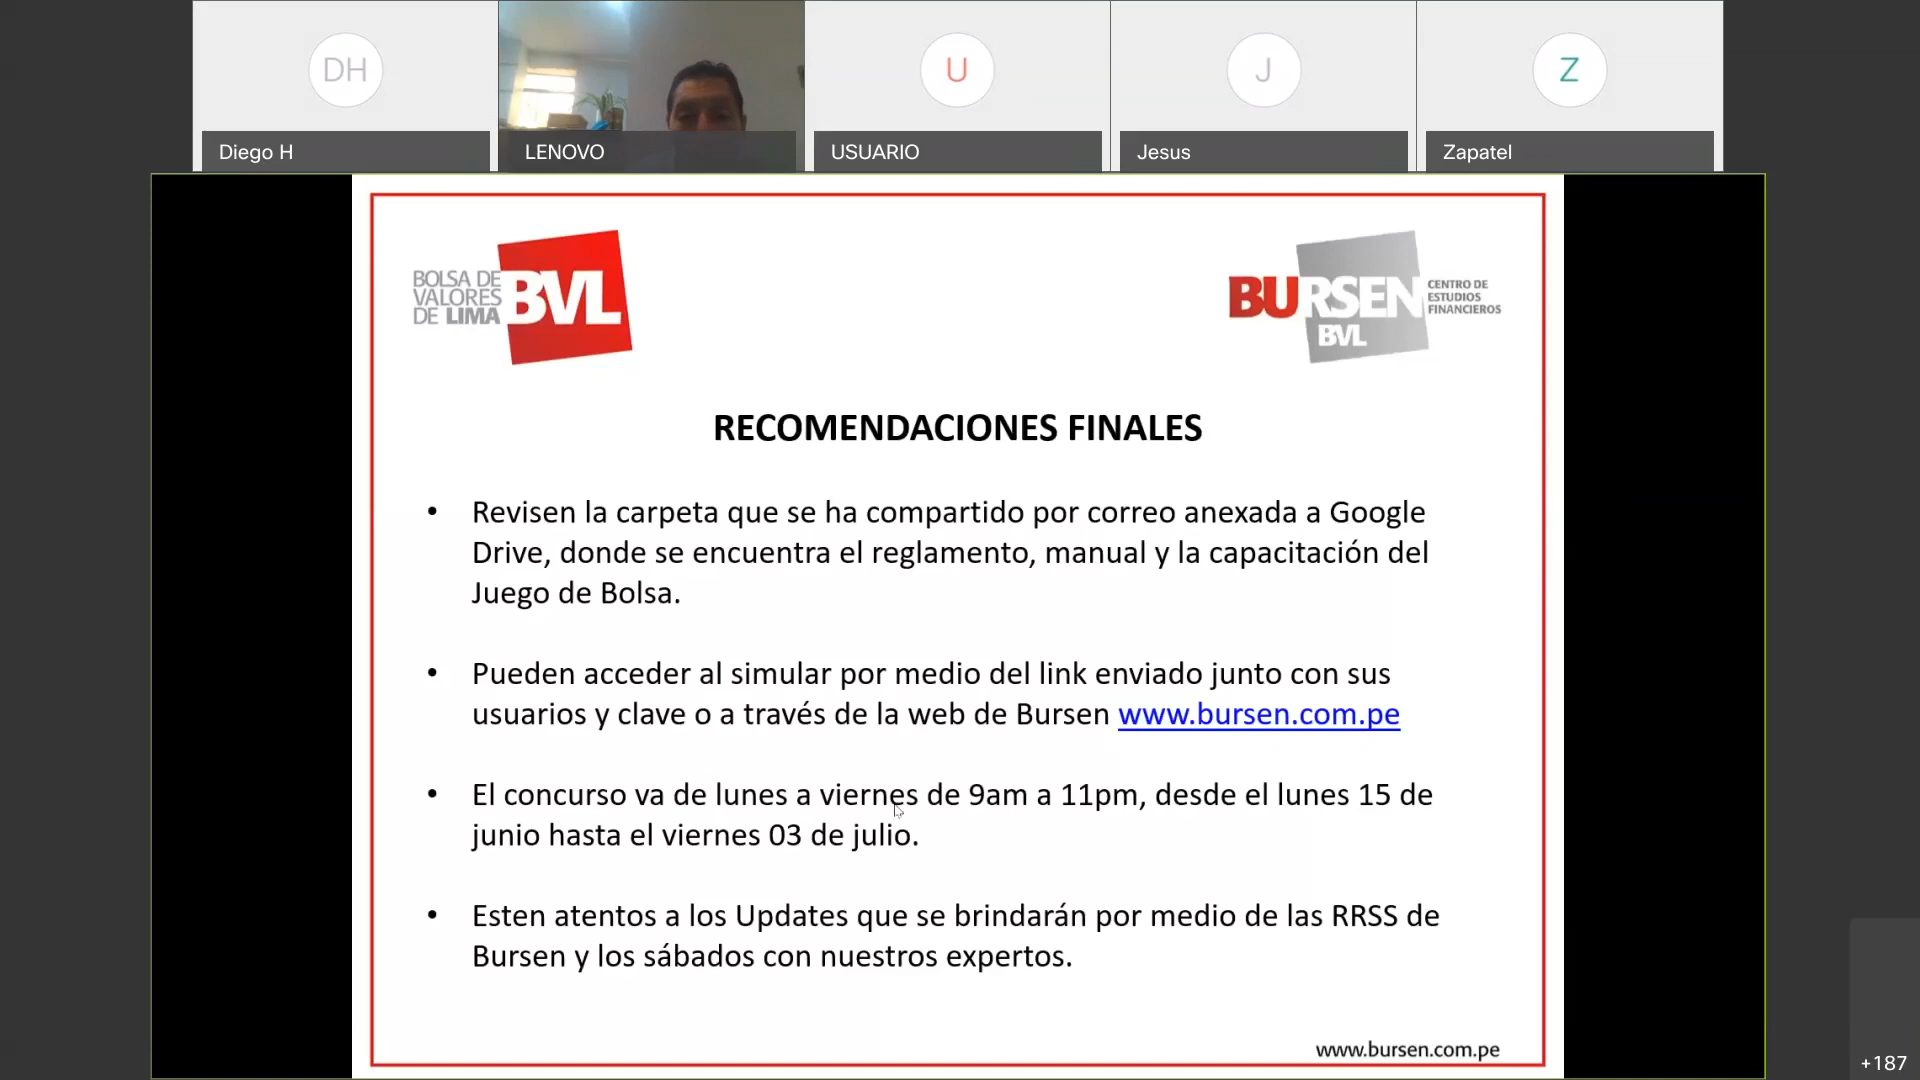 DH
U
J
Z
Diego H
LENOVO
USUARIO
Jesus
Zapatel
BOLSA DE
VALORES
DE LIMA
BVL
BURSEN
BVL
CENTRO DE
ESTUDIOS
FINANCIEROS
RECOMENDACIONES FINALES
• Revisen la carpeta que se ha compartido por correo anexada a Google
Drive, donde se encuentra el reglamento, manual y la capacitación del
Juego de Bolsa.
• Pueden acceder al simular por medio del link enviado junto con sus
usuarios y clave o a través de la web de Bursen www.bursen.com.pe
• El concurso va de lunes a viernes de 9am a 11pm, desde el lunes 15 de
junio hasta el viernes 03 de julio.
• Esten atentos a los Updates que se brindarán por medio de las RRSS de
Bursen y los sábados con nuestros expertos.
www.bursen.com.pe
+187